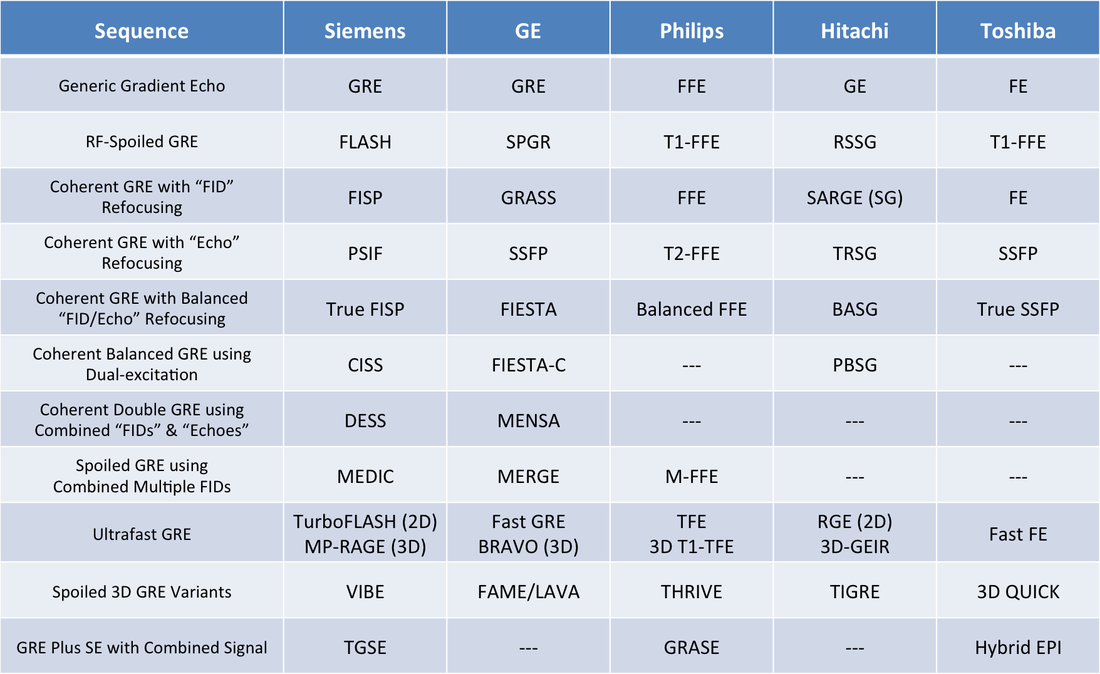 Sequence Siemens GE Philips Hitachi Toshiba
Generic Gradient Echo GRE GRE FFE GE FE
RF-Spoiled GRE FLASH SPGR T1-FFE RSSG T1-FFE
Coherent GRE with “FID”
Refocusing FISP GRASS FFE SARGE (SG) FE
Coherent GRE with “Echo”
Refocusing PSIF SSFP T2-FFE TRSG SSFP
Coherent GRE with Balanced
“FID/Echo” Refocusing True FISP FIESTA Balanced FFE BASG True SSFP
Coherent Balanced GRE using
Dual-excitation CISS FIESTA-C --- PBSG ---
Coherent Double GRE using
Combined “FIDs” & “Echoes” DESS MENSA --- --- ---
Spoiled GRE using
Combined Multiple FIDs MEDIC MERGE M-FFE --- ---
Ultrafast GRE TurboFLASH (2D) Fast GRE TFE RGE (2D) Fast FE
MP-RAGE (3D) BRAVO (3D) 3D T1-TFE 3D-GEIR
Spoiled 3D GRE Variants VIBE FAME/LAVA THRIVE TIGRE 3D QUICK
GRE Plus SE with Combined Signal TGSE --- GRASE --- Hybrid EPI